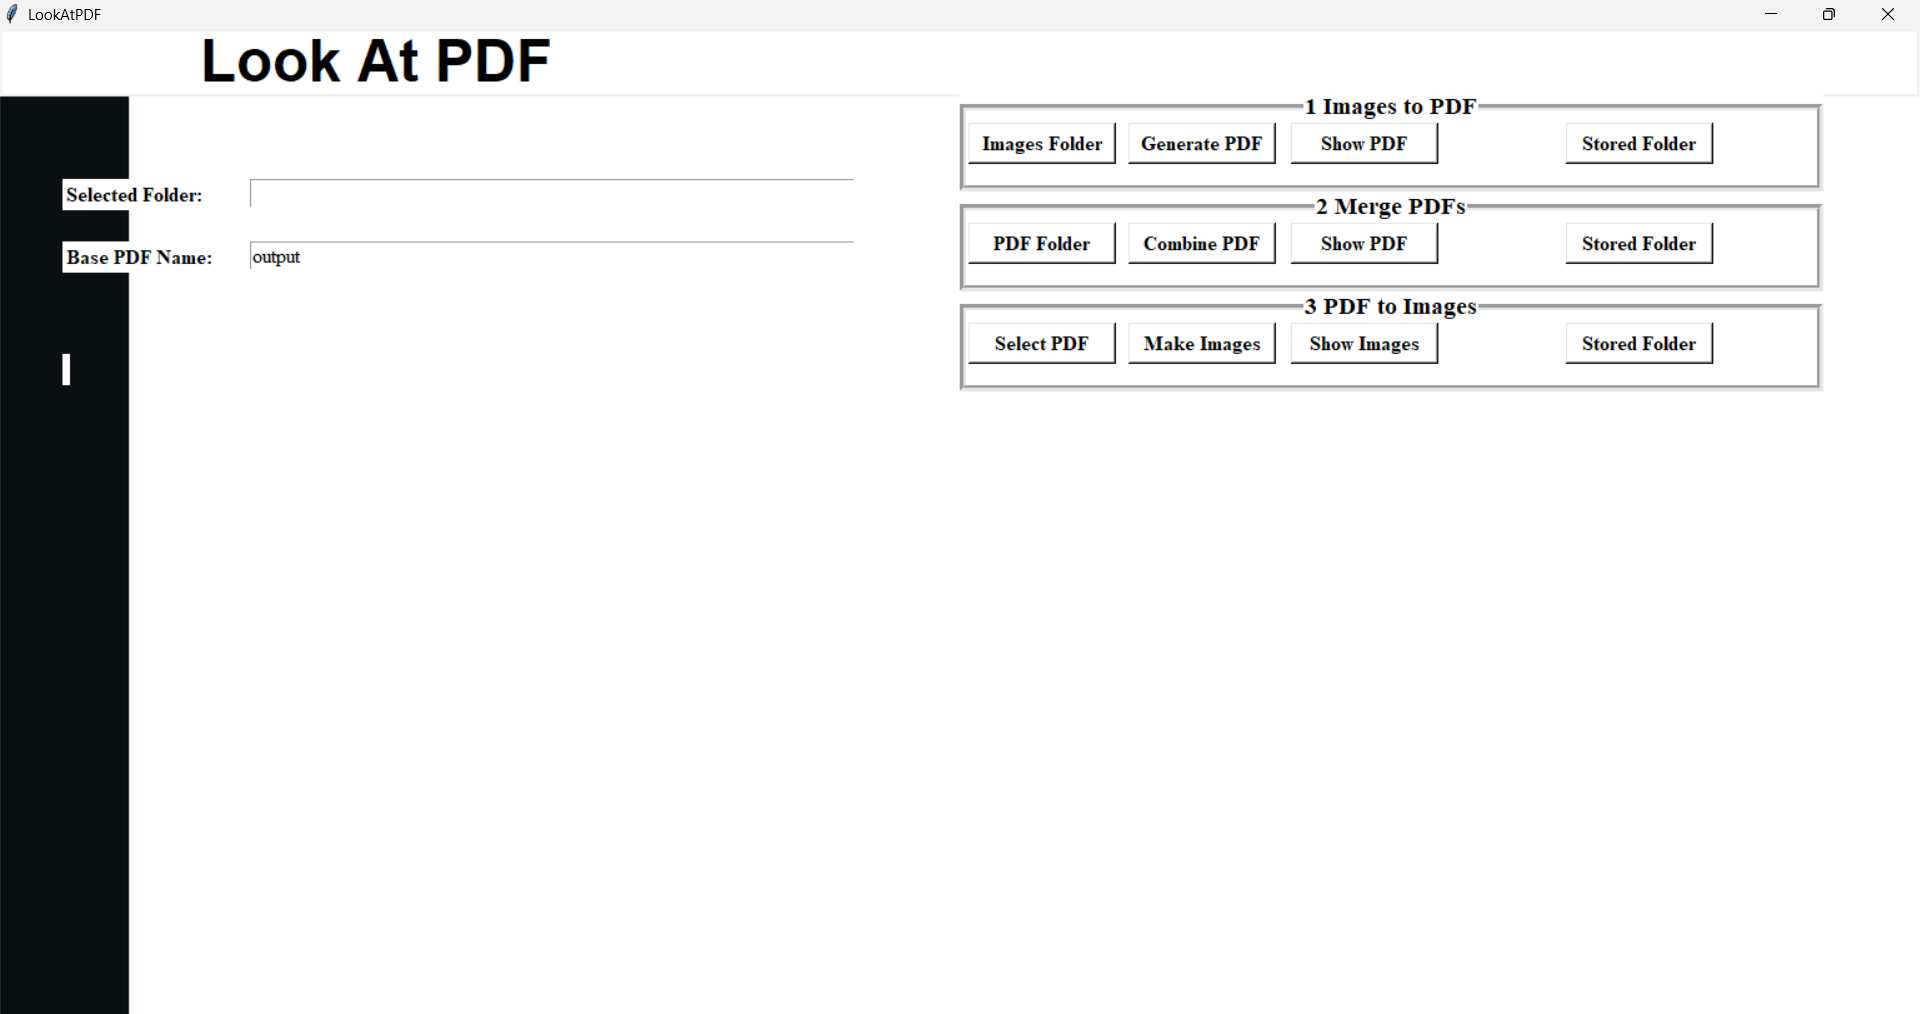 LookAtPDF
Look At PDF
Selected Folder:
Base PDF Name: output
1 Images to PDF
Images Folder Generate PDF Show PDF Stored Folder
2 Merge PDFs
PDF Folder Combine PDF Show PDF Stored Folder
3 PDF to Images
Select PDF Make Images Show Images Stored Folder